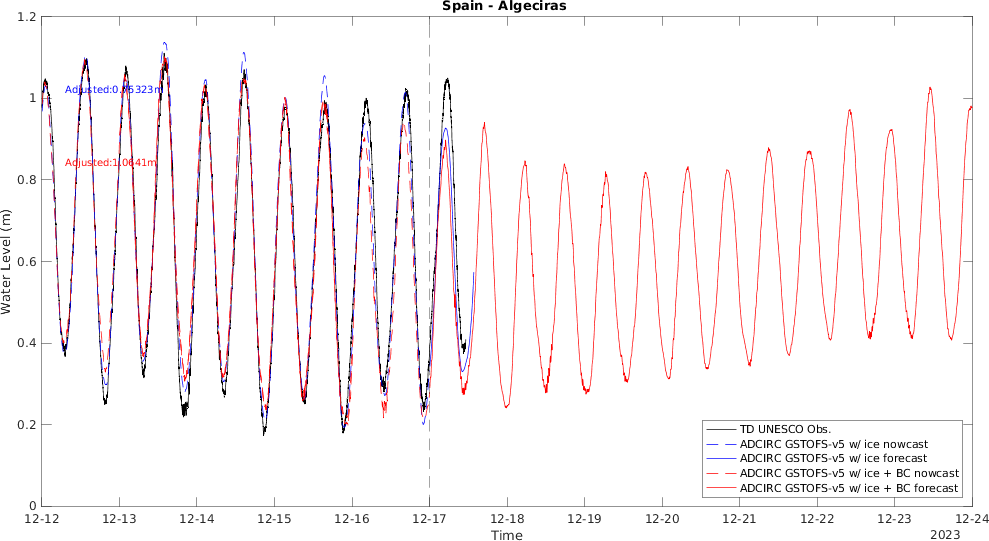 Spain - Algeciras
Water Level (m)
1.2
1
0.8
0.6
0.4
0.2
0
Adjusted:1.0641m
TD UNESCO Obs.
ADCIRC GSTOFS-v5 w/ ice nowcast
ADCIRC GSTOFS-v5 w/ ice forecast
ADCIRC GSTOFS-v5 w/ ice + BC nowcast
ADCIRC GSTOFS-v5 w/ ice + BC forecast
12-12 12-13 12-14 12-15 12-16 12-17 12-18 12-19 12-20 12-21 12-22 12-23 12-24
Time
2023